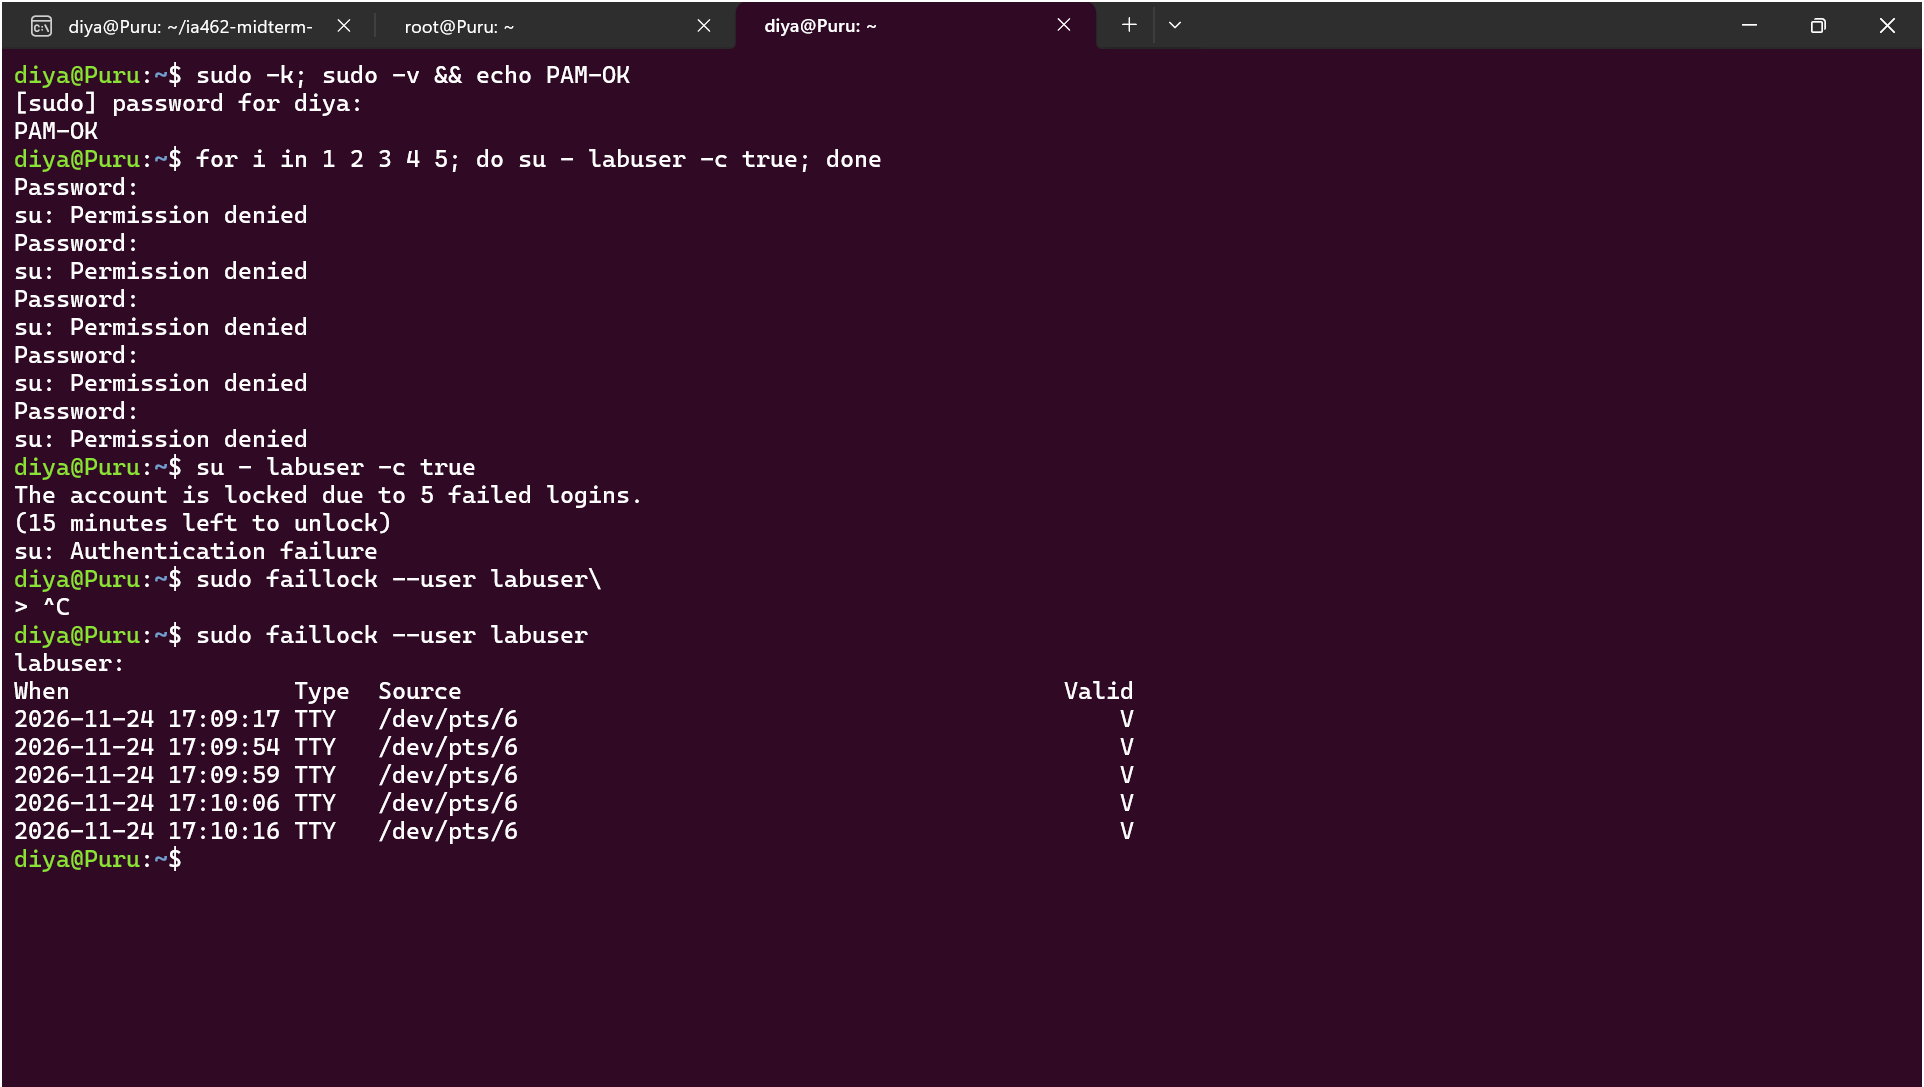 diya@Puru: ~/ia462-midterm-
root@Puru: ~
diya@Puru: ~
diya@Puru:~$ sudo -k; sudo -v && echo PAM-OK
[sudo] password for diya:
PAM-OK
diya@Puru:~$ for i in 1 2 3 4 5; do su - labuser -c true; done
Password:
su: Permission denied
Password:
su: Permission denied
Password:
su: Permission denied
Password:
su: Permission denied
Password:
su: Permission denied
diya@Puru:~$ su - labuser -c true
The account is locked due to 5 failed logins.
(15 minutes left to unlock)
su: Authentication failure
diya@Puru:~$ sudo faillock --user labuser\
> ^C
diya@Puru:~$ sudo faillock --user labuser
labuser:
When                Type  Source                                           Valid
2026-11-24 17:09:17 TTY   /dev/pts/6                                           V
2026-11-24 17:09:54 TTY   /dev/pts/6                                           V
2026-11-24 17:09:59 TTY   /dev/pts/6                                           V
2026-11-24 17:10:06 TTY   /dev/pts/6                                           V
2026-11-24 17:10:16 TTY   /dev/pts/6                                           V
diya@Puru:~$